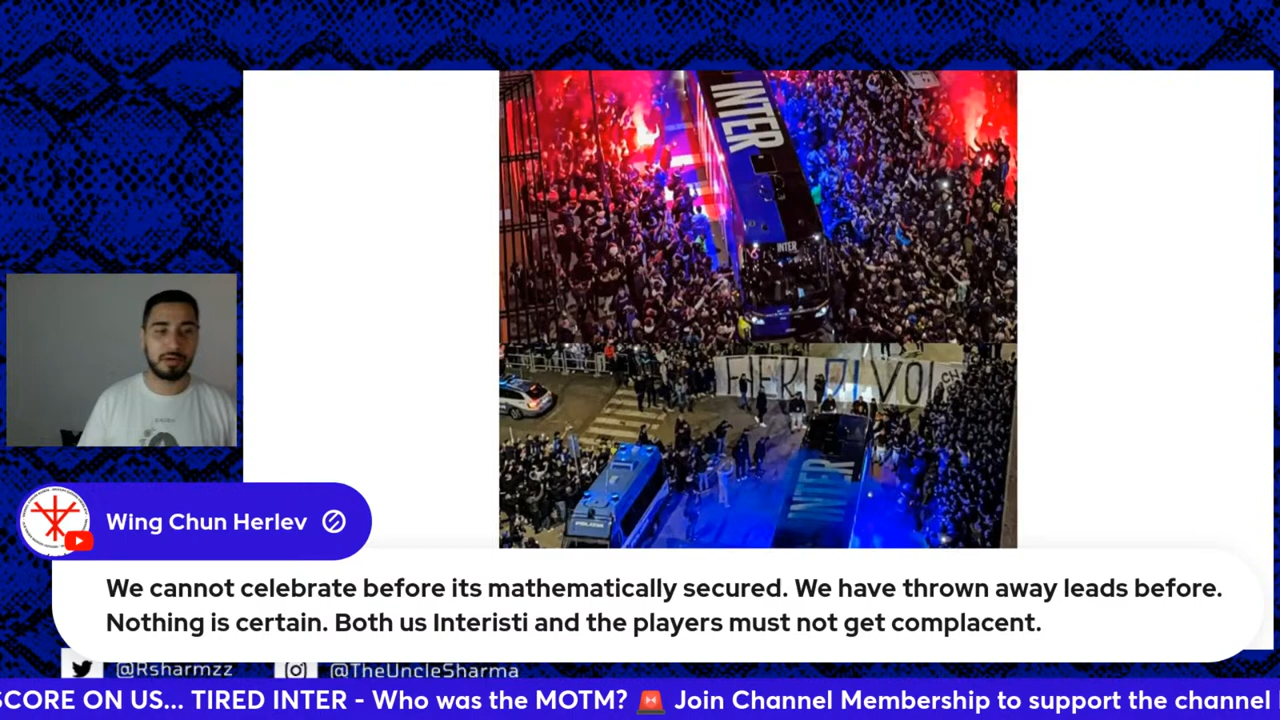 INTER
INTER
FIERI DI VOI
INTER
Wing Chun Herlev
We cannot celebrate before its mathematically secured. We have thrown away leads before.
Nothing is certain. Both us Interisti and the players must not get complacent.
@Rsharmzz @TheUncleSharma
SCORE ON US... TIRED INTER - Who was the MOTM? 🚨 Join Channel Membership to support the channel